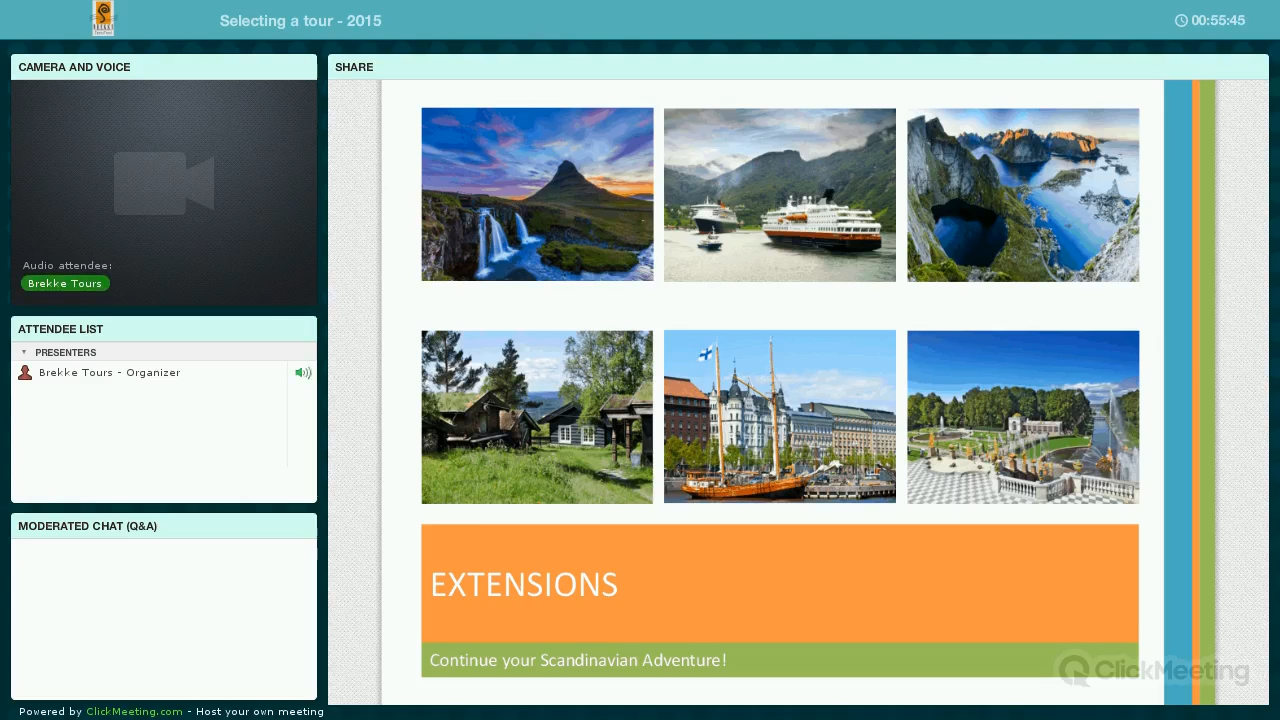 Selecting a tour - 2015
00:55:45
CAMERA AND VOICE
Audio attendee:
Brekke Tours
ATTENDEE LIST
PRESENTERS
Brekke Tours - Organizer
MODERATED CHAT (Q&A)
Powered by ClickMeeting.com - Host your own meeting
SHARE
EXTENSIONS
Continue your Scandinavian Adventure!
ClickMeeting